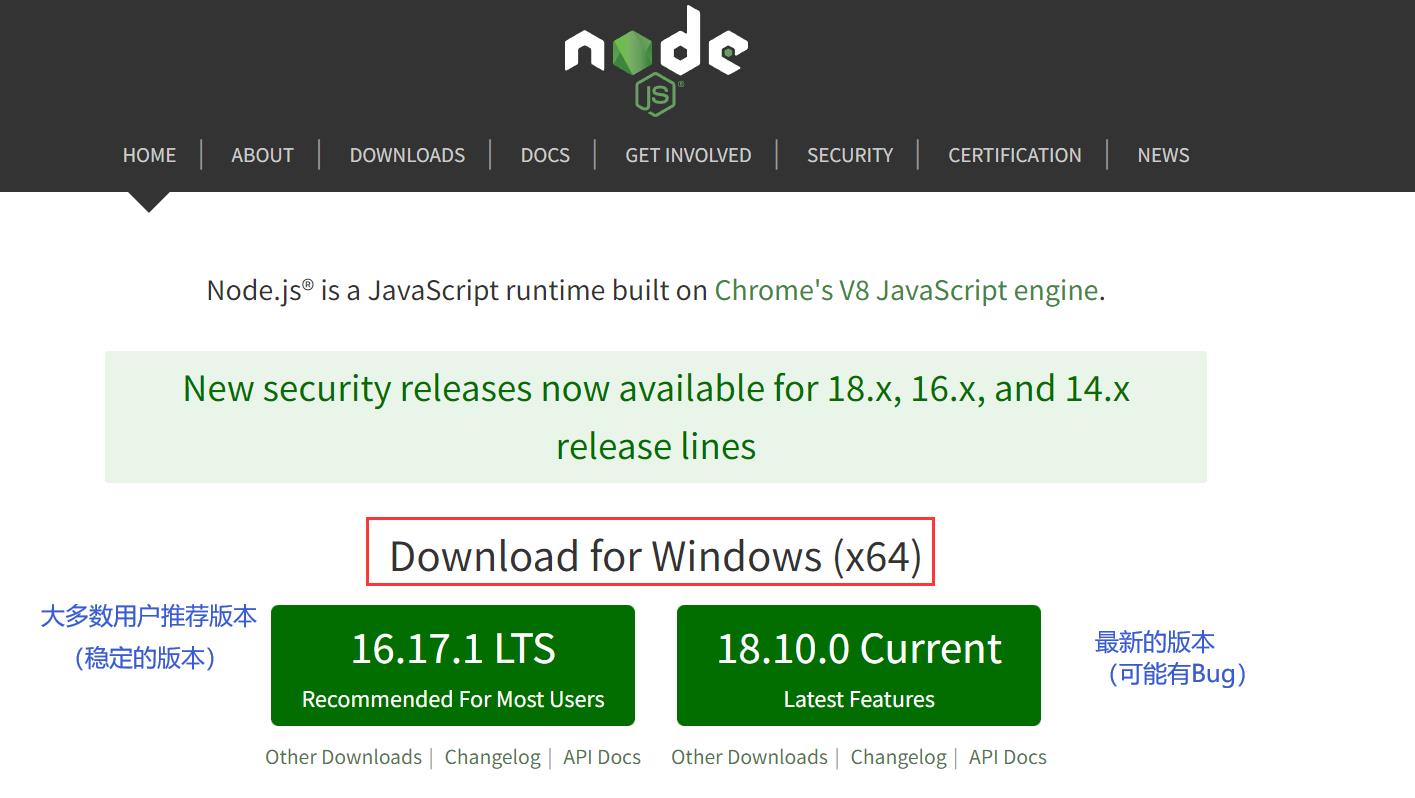 node
JS®
HOME | ABOUT | DOWNLOADS | DOCS | GET INVOLVED | SECURITY | CERTIFICATION | NEWS
Node.js® is a JavaScript runtime built on Chrome's V8 JavaScript engine.
New security releases now available for 18.x, 16.x, and 14.x
release lines
Download for Windows (x64)
大多数用户推荐版本
（稳定的版本）
16.17.1 LTS
Recommended For Most Users
18.10.0 Current
Latest Features
最新的版本
（可能有Bug）
Other Downloads | Changelog | API Docs
Other Downloads | Changelog | API Docs